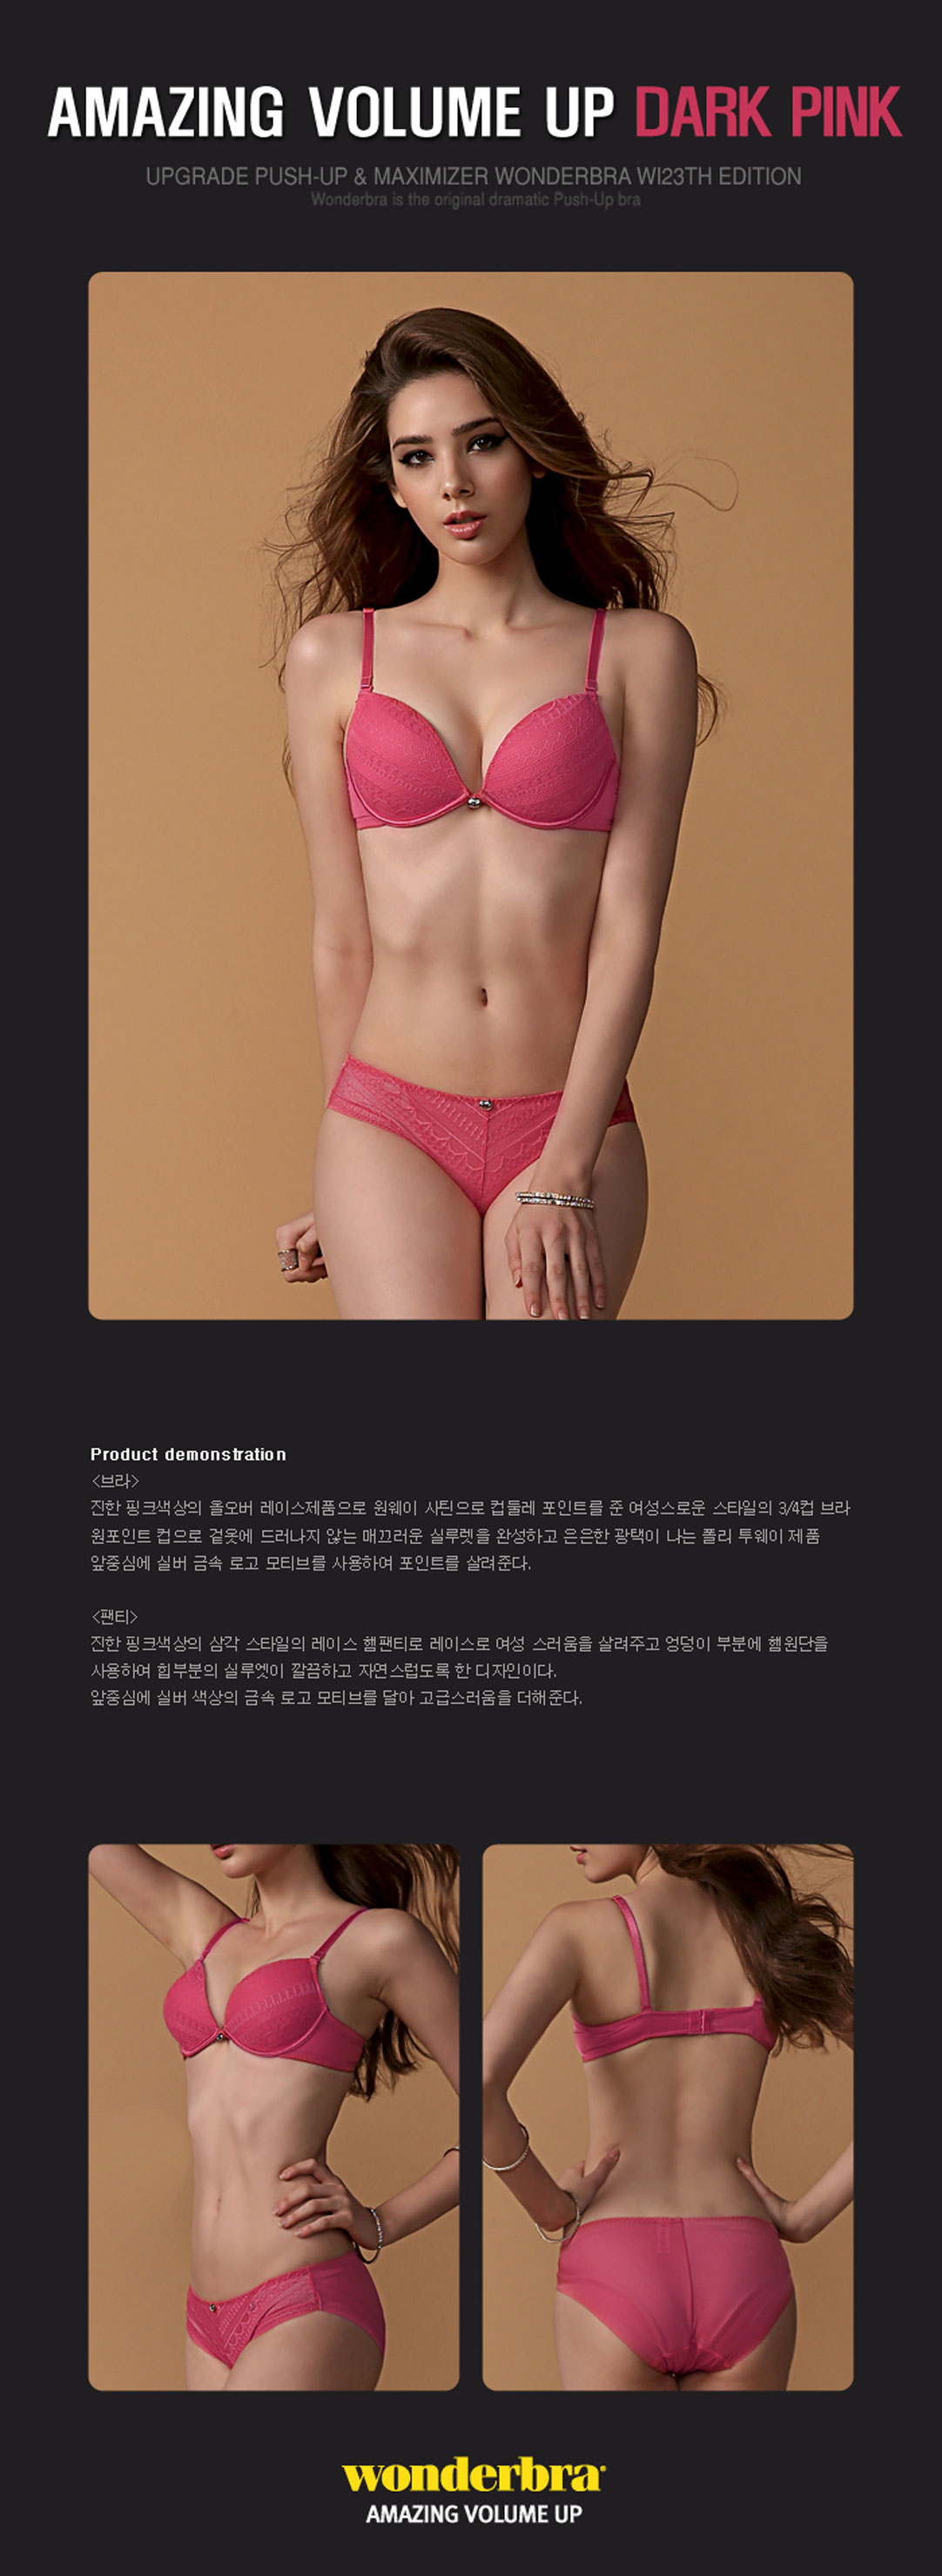 AMAZING VOLUME UP DARK PINK
UPGRADE PUSH-UP & MAXIMIZER WONDERBRA WI23TH EDITION
Wonderbra is the original dramatic Push-Up bra
Product demonstration
<브라>
진한 핑크색상의 올오버 레이스제품으로 원웨이 사틴으로 컵둘레 포인트를 준 여성스로운 스타일의 3/4컵 브라
원포인트 컵으로 겉옷에 드러나지 않는 매끄러운 실루렛을 완성하고 은은한 광택이 나는 폴리 투웨이 제품
앞중심에 실버 금속 로고 모티브를 사용하여 포인트를 살려준다.
<팬티>
진한 핑크색상의 삼각 스타일의 레이스 햄팬티로 레이스로 여성 스러움을 살려주고 엉덩이 부분에 햄원단을
사용하여 힙부분의 실루엣이 깔끔하고 자연스럽도록 한 디자인이다.
앞중심에 실버 색상의 금속 로고 모티브를 달아 고급스러움을 더해준다.
wonderbra
AMAZING VOLUME UP